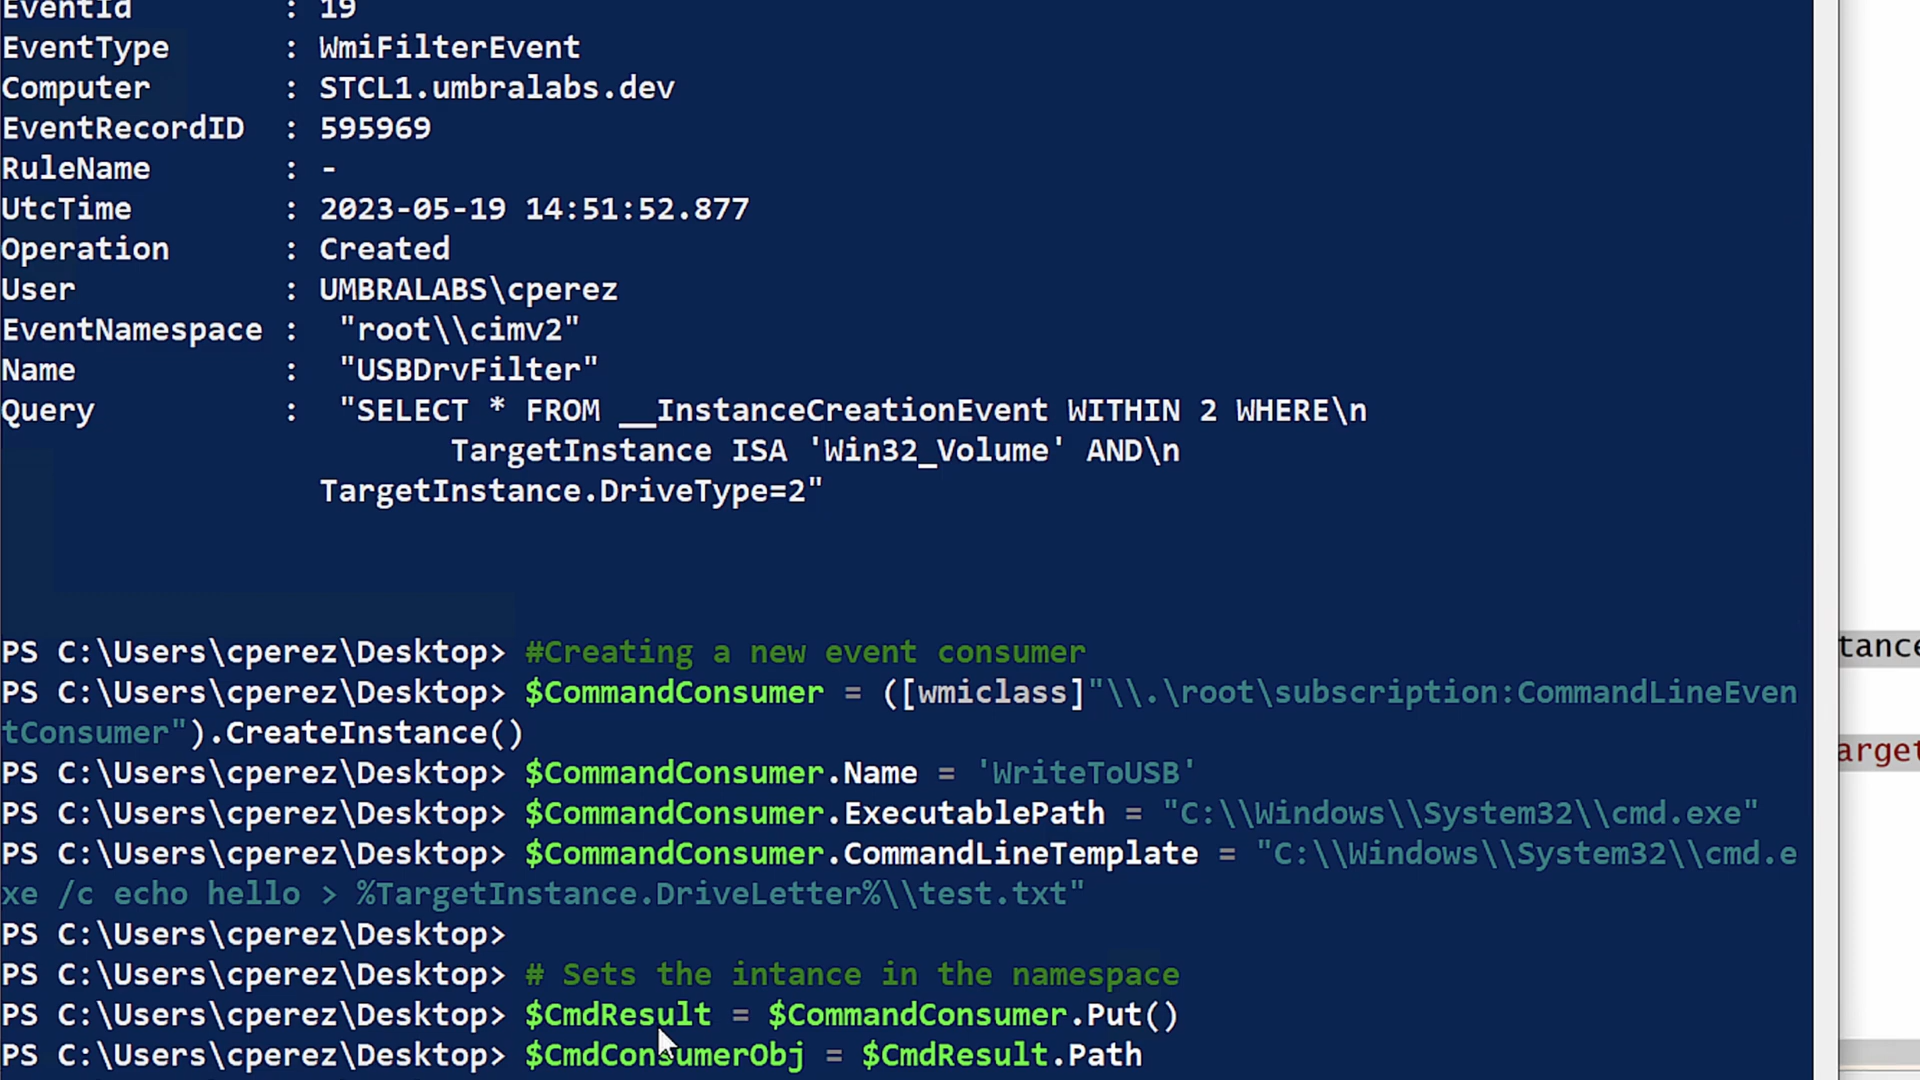 EventId : 19
EventType : WmiFilterEvent
Computer : STCL1.umbralabs.dev
EventRecordID : 595969
RuleName : -
UtcTime : 2023-05-19 14:51:52.877
Operation : Created
User : UMBRALABS\cperez
EventNamespace : "root\\cimv2"
Name : "USBDrvFilter"
Query : "SELECT * FROM __InstanceCreationEvent WITHIN 2 WHERE\n
TargetInstance ISA 'Win32_Volume' AND\n
TargetInstance.DriveType=2"
PS C:\Users\cperez\Desktop> #Creating a new event consumer
tance
PS C:\Users\cperez\Desktop> $CommandConsumer = ([wmiclass]"\\.\root\subscription:CommandLineEven
tConsumer").CreateInstance()
arget
PS C:\Users\cperez\Desktop> $CommandConsumer.Name = 'WriteToUSB'
PS C:\Users\cperez\Desktop> $CommandConsumer.ExecutablePath = "C:\\Windows\\System32\\cmd.exe"
PS C:\Users\cperez\Desktop> $CommandConsumer.CommandLineTemplate = "C:\\Windows\\System32\\cmd.e
xe /c echo hello > %TargetInstance.DriveLetter%\\test.txt"
PS C:\Users\cperez\Desktop>
PS C:\Users\cperez\Desktop> # Sets the intance in the namespace
PS C:\Users\cperez\Desktop> $CmdResult = $CommandConsumer.Put()
PS C:\Users\cperez\Desktop> $CmdConsumerObj = $CmdResult.Path